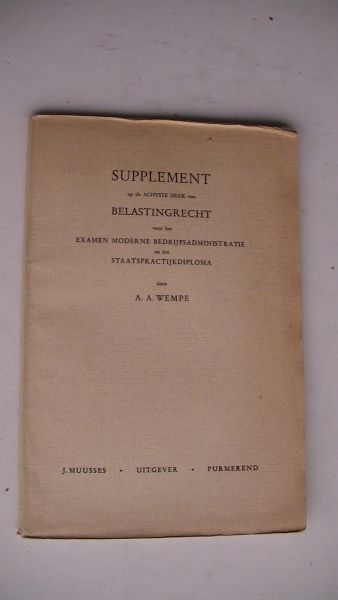 SUPPLEMENT
op de ACHTSTE DRUK van
BELASTINGRECHT
voor het
EXAMEN MODERNE BEDRIJFSADMINISTRATIE
en het
STAATSPRACTIJKDIPLOMA
door
A. A. WEMPE
J. MUUSSES • UITGEVER • PURMEREND